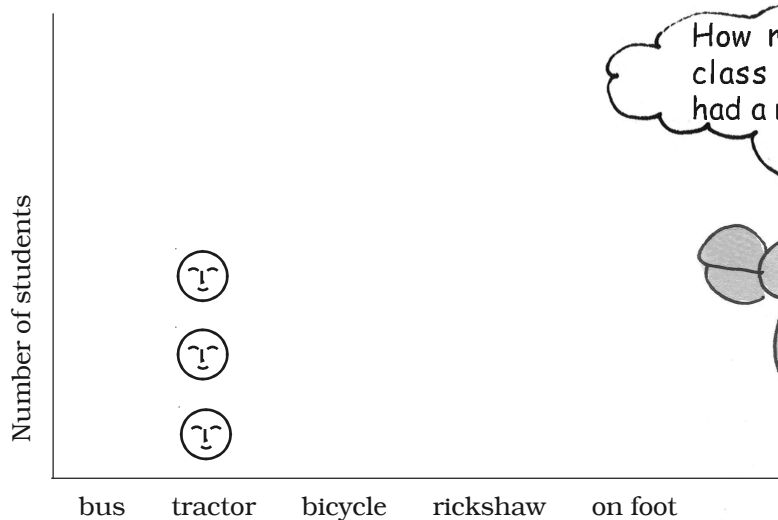 How
class
had a
Number of students
bus tractor bicycle rickshaw on foot